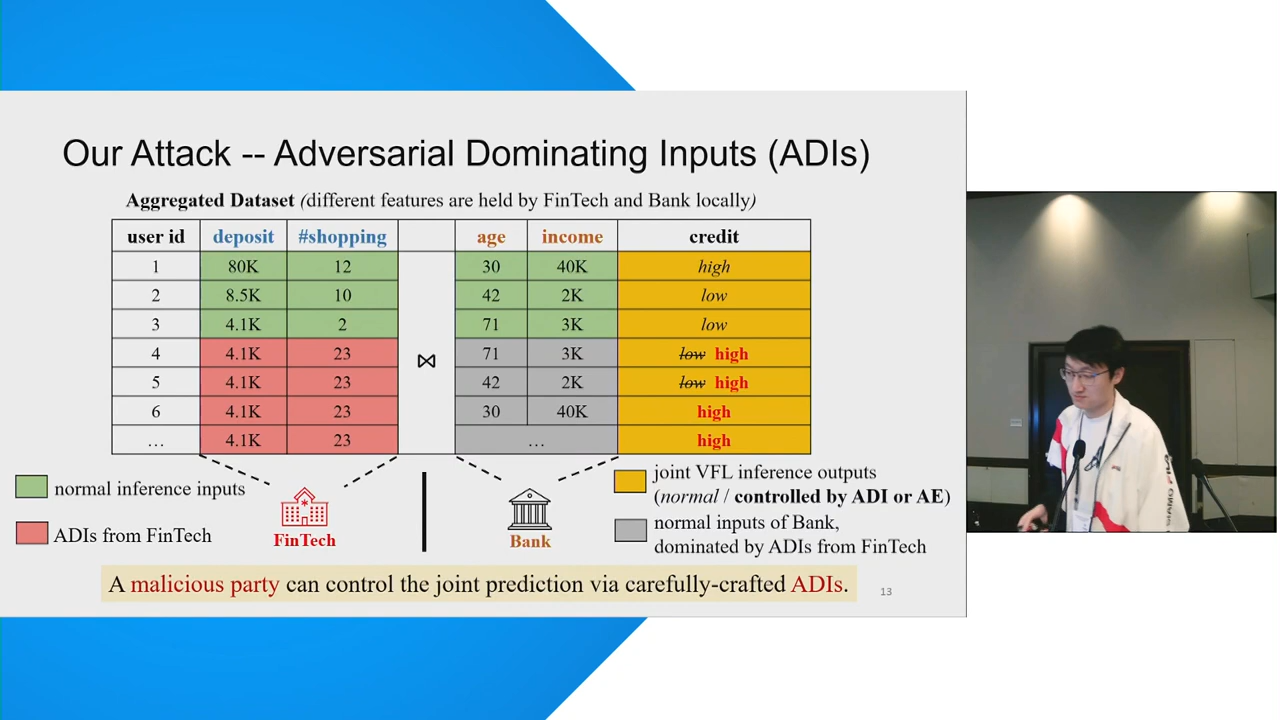 Our Attack -- Adversarial Dominating Inputs (ADIs)
Aggregated Dataset (different features are held by FinTech and Bank locally)
user id deposit #shopping age income credit
1 80K 12 30 40K high
2 8.5K 10 42 2K low
3 4.1K 2 71 3K low
4 4.1K 23 ⋈ 71 3K low high
5 4.1K 23 42 2K low high
6 4.1K 23 30 40K high
… 4.1K 23 … high
normal inference inputs
ADIs from FinTech
FinTech
Bank
joint VFL inference outputs
(normal / controlled by ADI or AE)
normal inputs of Bank,
dominated by ADIs from FinTech
A malicious party can control the joint prediction via carefully-crafted ADIs.
13